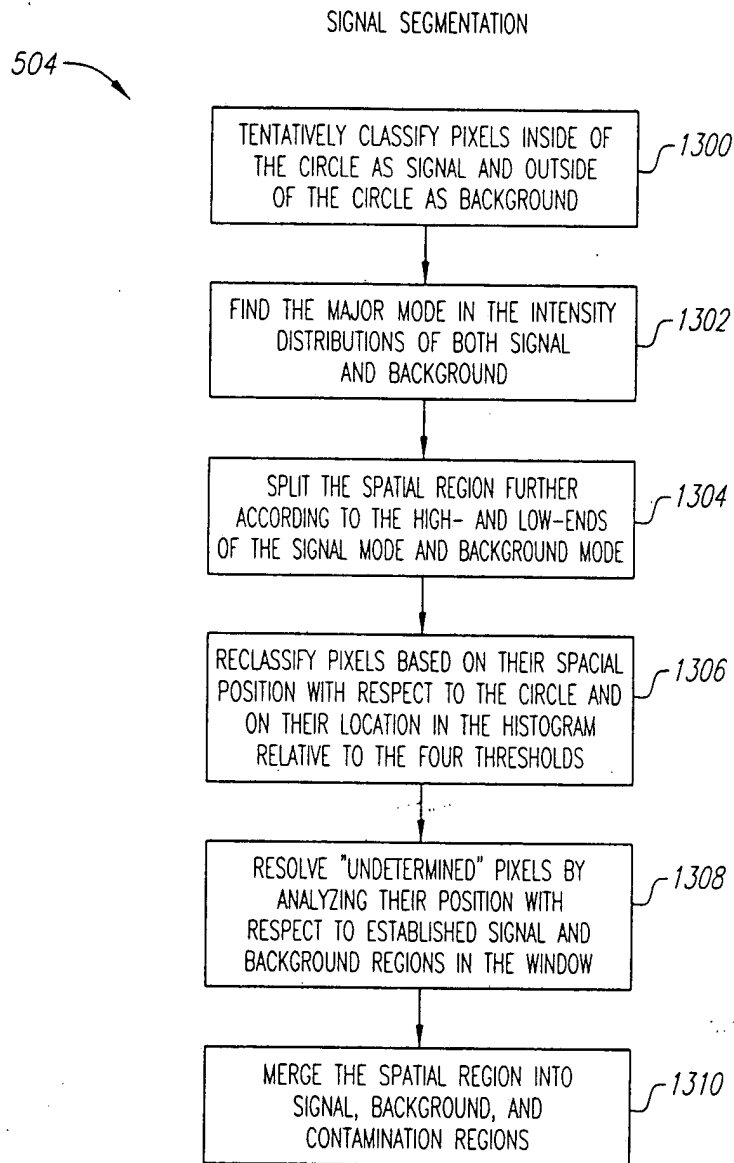 SIGNAL SEGMENTATION
504
TENTATIVELY CLASSIFY PIXELS INSIDE OF
THE CIRCLE AS SIGNAL AND OUTSIDE
OF THE CIRCLE AS BACKGROUND
1300
FIND THE MAJOR MODE IN THE INTENSITY
DISTRIBUTIONS OF BOTH SIGNAL
AND BACKGROUND
1302
SPLIT THE SPATIAL REGION FURTHER
ACCORDING TO THE HIGH- AND LOW-ENDS
OF THE SIGNAL MODE AND BACKGROUND MODE
1304
RECLASSIFY PIXELS BASED ON THEIR SPACIAL
POSITION WITH RESPECT TO THE CIRCLE AND
ON THEIR LOCATION IN THE HISTOGRAM
RELATIVE TO THE FOUR THRESHOLDS
1306
RESOLVE "UNDETERMINED" PIXELS BY
ANALYZING THEIR POSITION WITH
RESPECT TO ESTABLISHED SIGNAL AND
BACKGROUND REGIONS IN THE WINDOW
1308
MERGE THE SPATIAL REGION INTO
SIGNAL, BACKGROUND, AND
CONTAMINATION REGIONS
1310